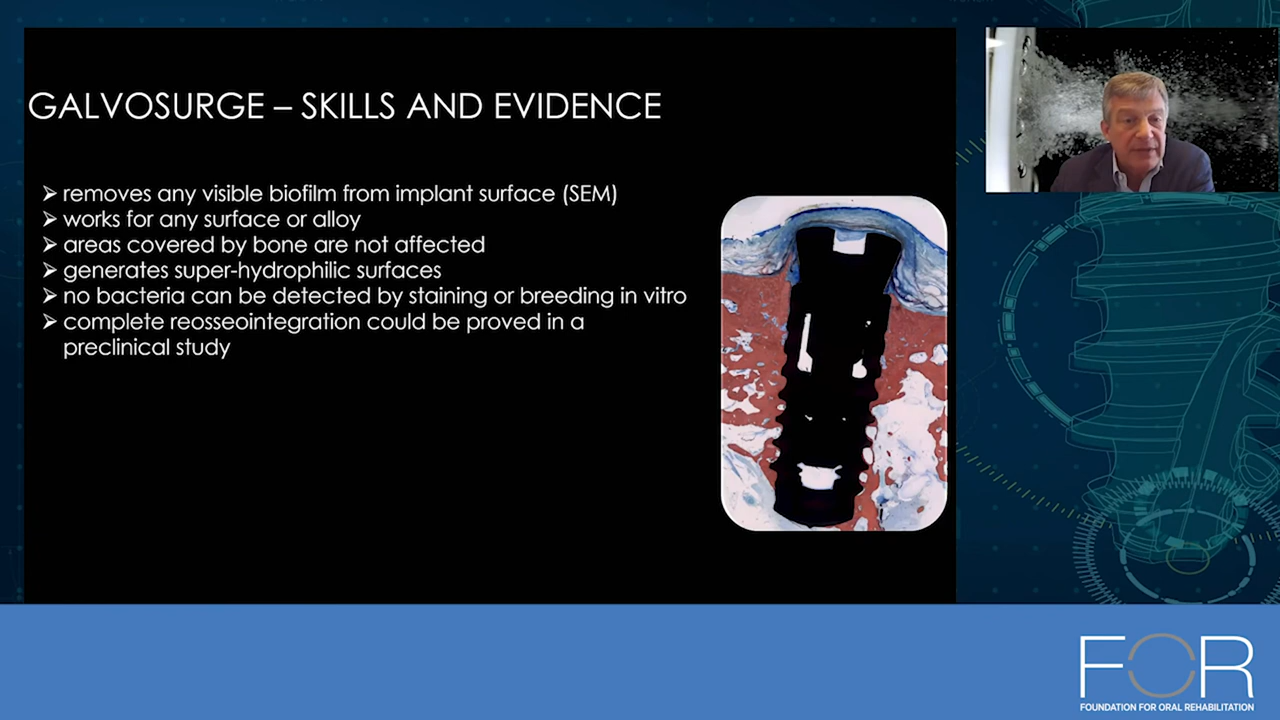 GALVOSURGE – SKILLS AND EVIDENCE
➢ removes any visible biofilm from implant surface (SEM)
➢ works for any surface or alloy
➢ areas covered by bone are not affected
➢ generates super-hydrophilic surfaces
➢ no bacteria can be detected by staining or breeding in vitro
➢ complete reosseointegration could be proved in a
preclinical study
FOR
FOUNDATION FOR ORAL REHABILITATION